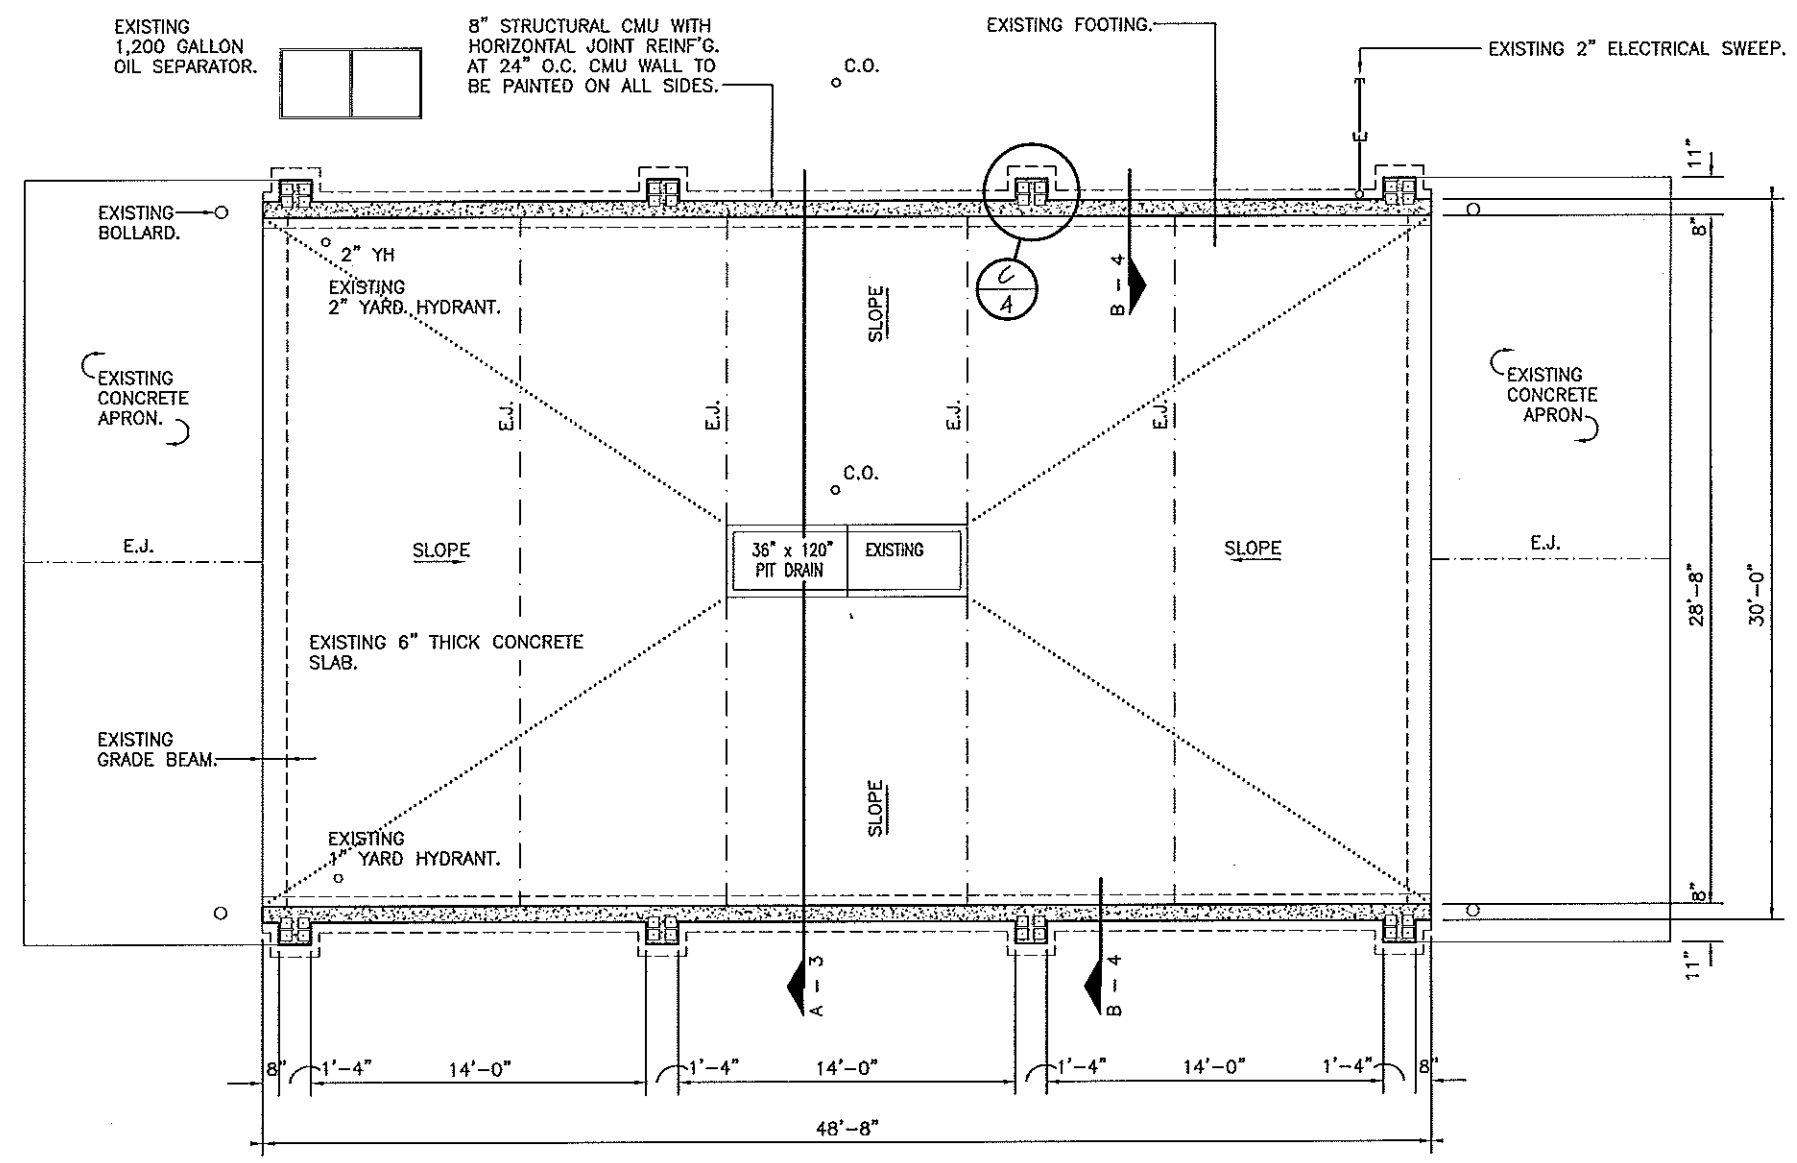 EXISTING
1,200 GALLON
OIL SEPARATOR.
8" STRUCTURAL CMU WITH
HORIZONTAL JOINT REINF'G.
AT 24" O.C. CMU WALL TO
BE PAINTED ON ALL SIDES.
C.O.
EXISTING FOOTING.
EXISTING 2" ELECTRICAL SWEEP.
E
11"
EXISTING
BOLLARD.
8"
2" YH
EXISTING
2" YARD HYDRANT.
SLOPE
C
A
B - 4
EXISTING
CONCRETE
APRON.
E.J.
E.J.
E.J.
E.J.
EXISTING
CONCRETE
APRON
C.O.
E.J.
SLOPE
36" x 120"
PIT DRAIN
EXISTING
SLOPE
E.J.
28'-8"
30'-0"
EXISTING 6" THICK CONCRETE
SLAB.
EXISTING
GRADE BEAM.
SLOPE
EXISTING
1" YARD HYDRANT.
8"
11"
A - 3
B - 4
8"
1'-4"
14'-0"
1'-4"
14'-0"
1'-4"
14'-0"
1'-4"
8"
48'-8"